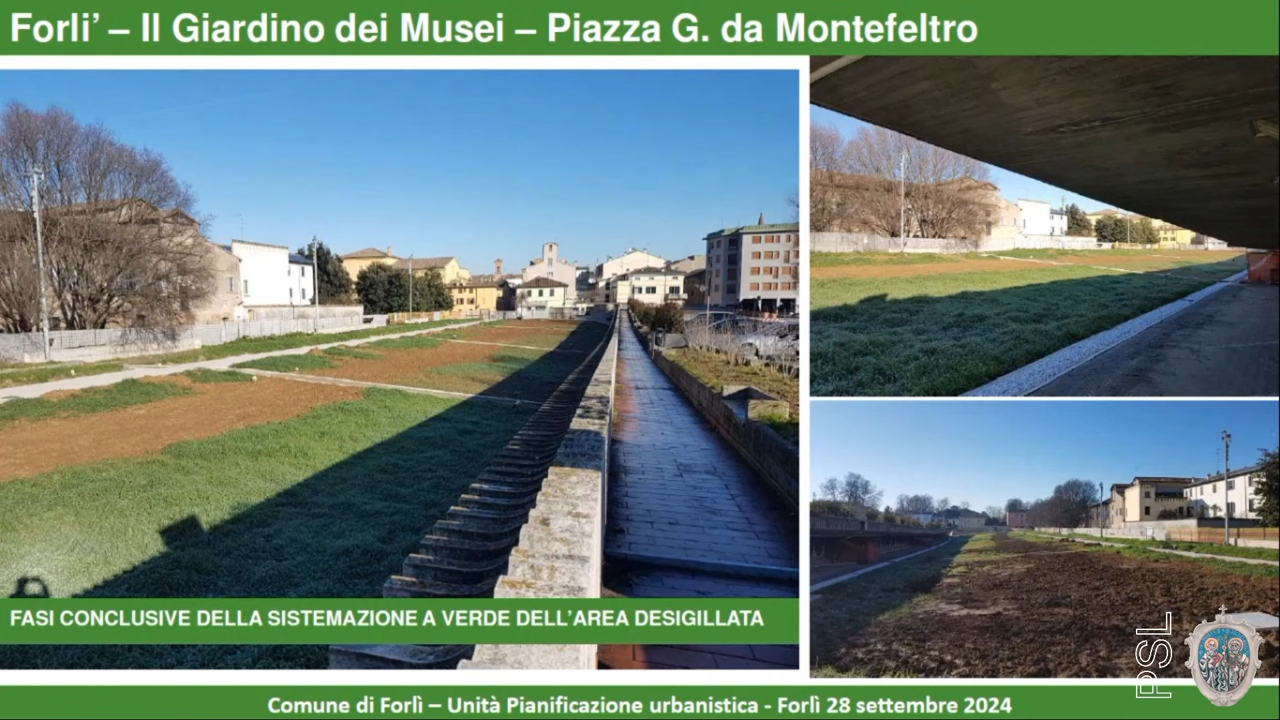 Forli' – Il Giardino dei Musei – Piazza G. da Montefeltro
FASI CONCLUSIVE DELLA SISTEMAZIONE A VERDE DELL'AREA DESIGILLATA
PSL
Comune di Forlì – Unità Pianificazione urbanistica - Forlì 28 settembre 2024